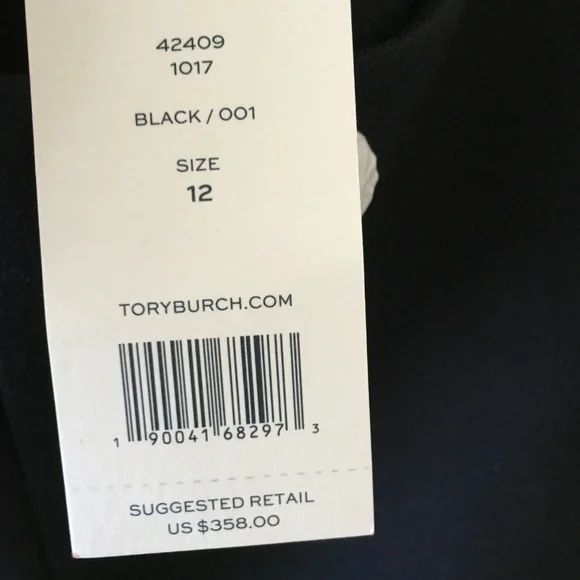 42409
1017
BLACK / 001
SIZE
12
TORYBURCH.COM
1 90041 68297 3
SUGGESTED RETAIL
US $358.00